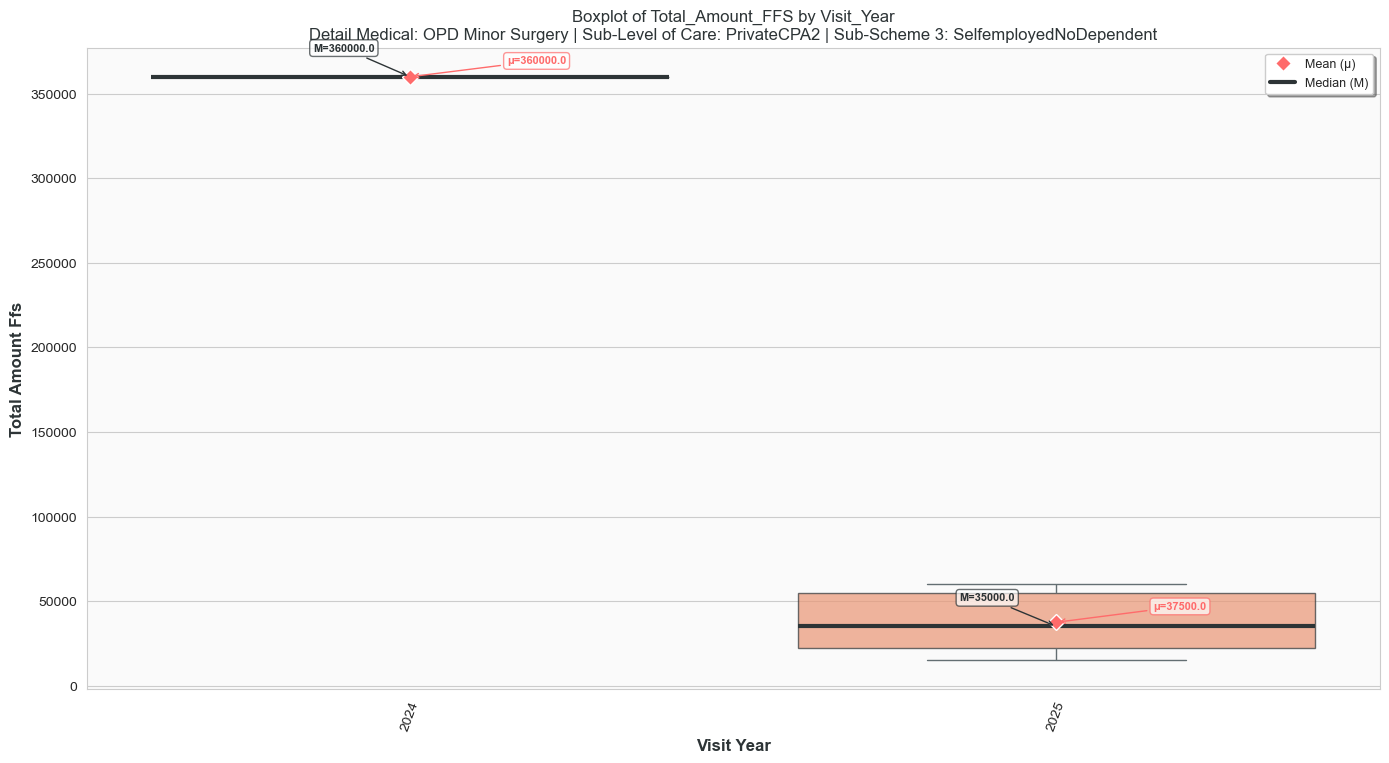 Boxplot of Total_Amount_FFS by Visit_Year
Detail Medical: OPD Minor Surgery | Sub-Level of Care: PrivateCPA2 | Sub-Scheme 3: SelfemployedNoDependent
M=360000.0
μ=360000.0
Mean (μ)
Median (M)
350000
300000
250000
200000
150000
100000
50000
0
Total Amount Ffs
M=35000.0
μ=37500.0
2024
2025
Visit Year